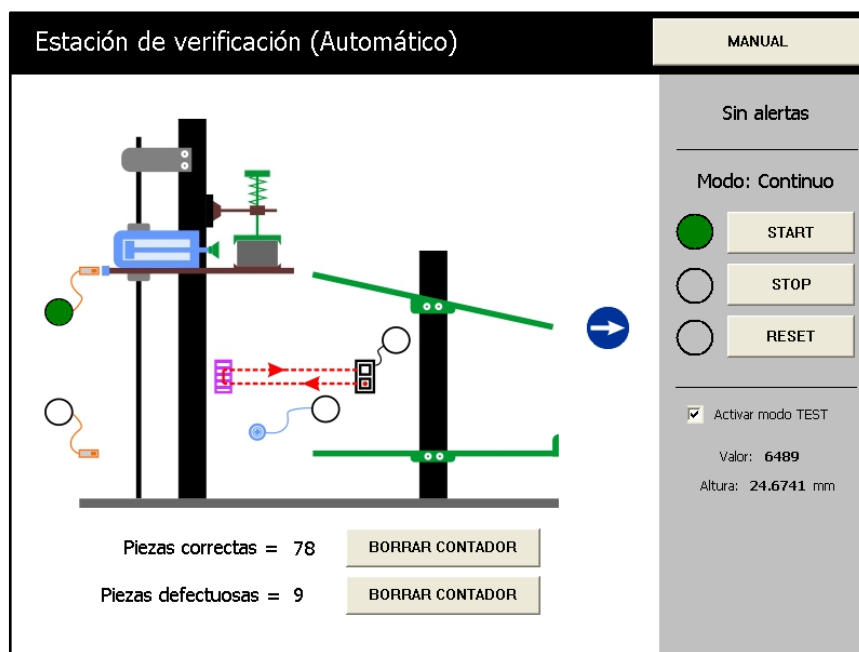 Estación de verificación (Automático)
MANUAL
Sin alertas
Modo: Continuo
START
STOP
RESET
Activar modo TEST
Valor: 6489
Altura: 24.6741 mm
Piezas correctas = 78
BORRAR CONTADOR
Piezas defectuosas = 9
BORRAR CONTADOR